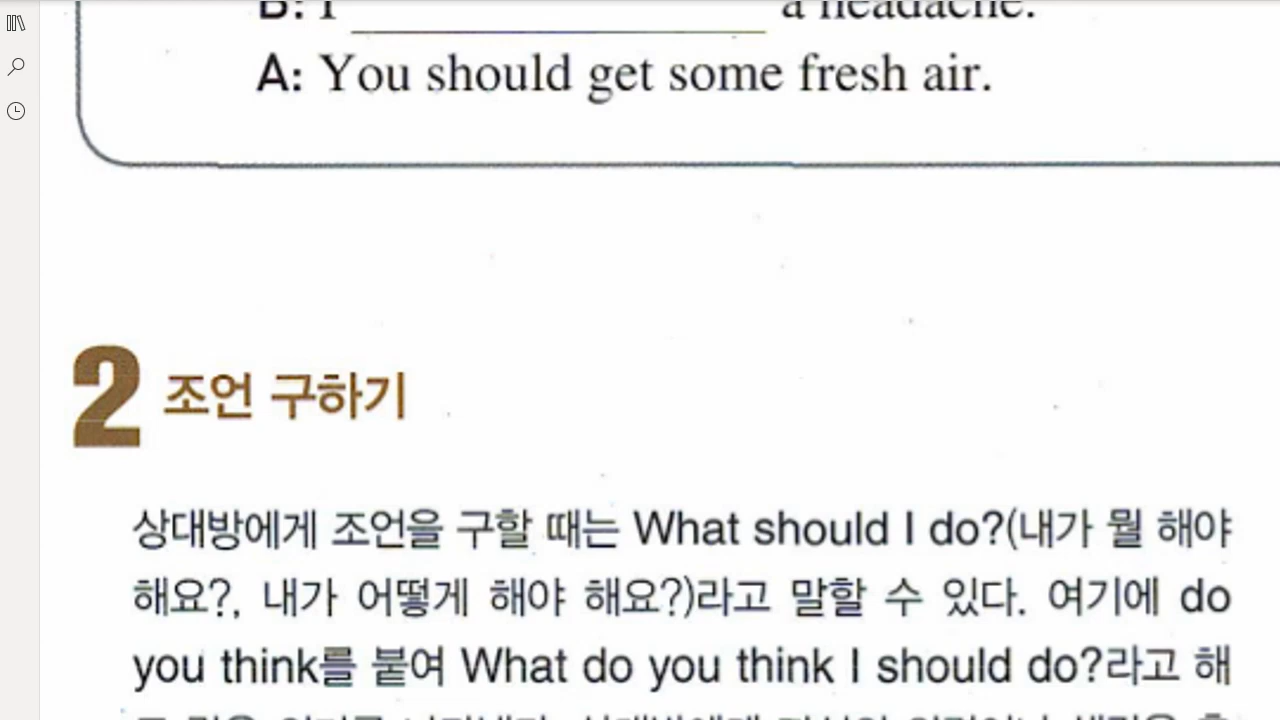 B: I ____________ a headache.
A: You should get some fresh air.
2 조언 구하기
상대방에게 조언을 구할 때는 What should I do?(내가 뭘 해야
해요?, 내가 어떻게 해야 해요?)라고 말할 수 있다. 여기에 do
you think를 붙여 What do you think I should do?라고 해